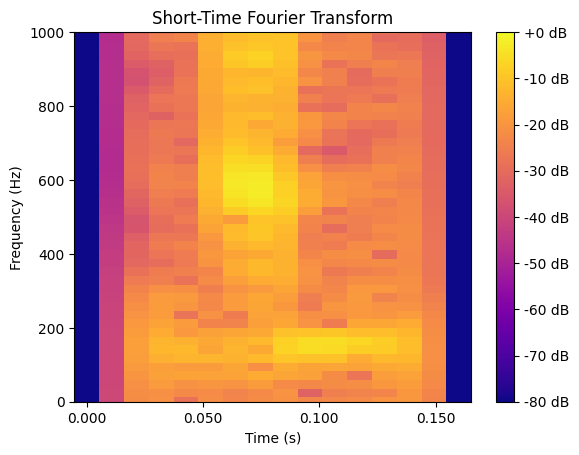 Short-Time Fourier Transform
1000
800
600
400
200
0
Frequency (Hz)
0.000
0.050
0.100
0.150
Time (s)
+0 dB
-10 dB
-20 dB
-30 dB
-40 dB
-50 dB
-60 dB
-70 dB
-80 dB